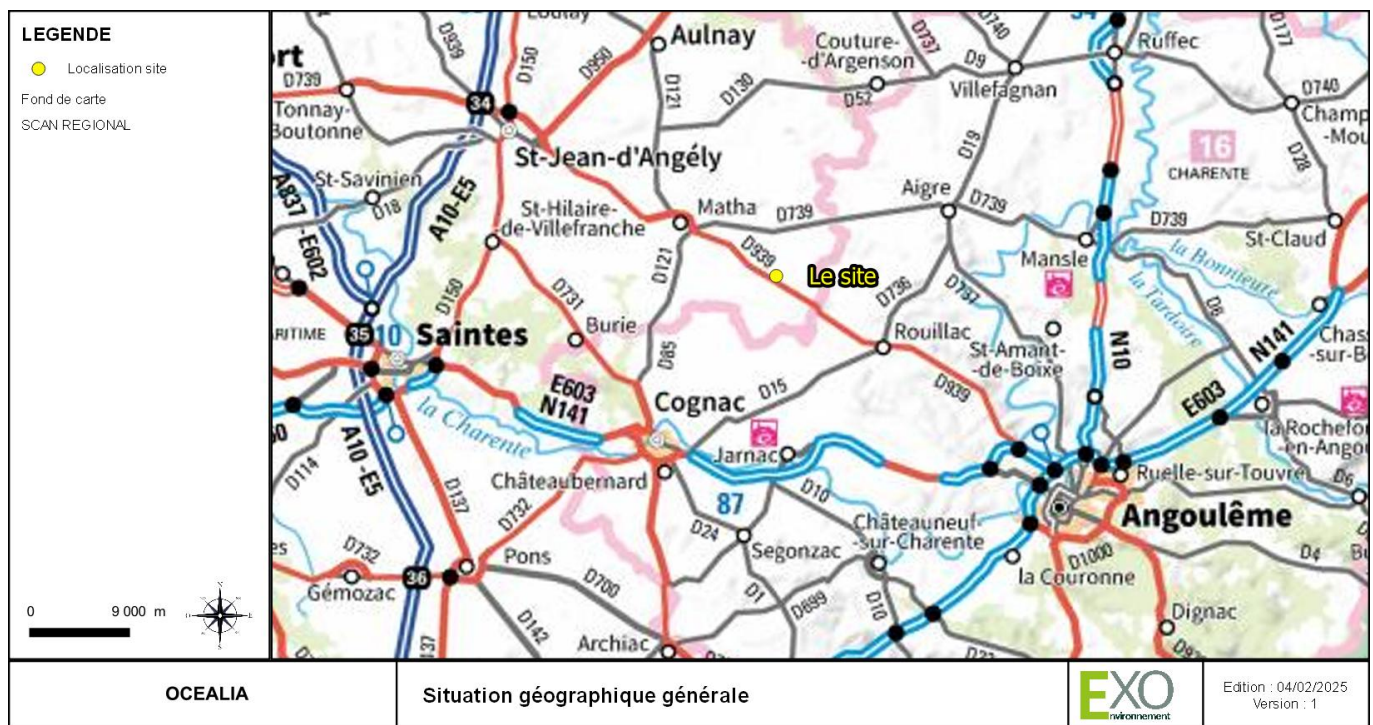 LEGENDE
Localisation site
Fond de carte
SCAN REGIONAL
0
9 000 m
Loulay
D939
D150
D950
Aulnay
Couture-
-d'Argenson
D737
D740
D9
Ruffec
D177
ort
D739
Tonnay-
Boutonne
34
D121
D130
D52
Villefagnan
D740
Champ
-Mou
St-Jean-d'Angély
D19
16
CHARENTE
D28
St-Savinien
D18
A837 -E602
A10-E5
St-Hilaire-
de-Villefranche
Matha
D739
Aigre
D739
D739
St-Claud
D939
Le site
D121
Mansle
la Bonnieure
la Tardoire
D150
D731
D736
D737
D6
35
10
RITIME
Saintes
Burie
D85
Rouillac
St-Amant-
de-Boixe
N10
N141
Chass
-sur-B
E603
N141
Cognac
D15
D939
E603
la Charente
Jarnac
la Rochefou
-en-Angou
D114
A10 -E5
Châteaubernard
87
D10
Ruelle-sur-Touvre
D6
D137
D732
D24
Châteauneuf-
-sur-Charente
Angoulême
D732
Pons
Segonzac
D1000
D4
36
Gémozac
D700
D1
D699
D10
la Couronne
137
D142
Archiac
Dignac
OCEALIA
Situation géographique générale
EXO
nvironnement
Edition : 04/02/2025
Version : 1